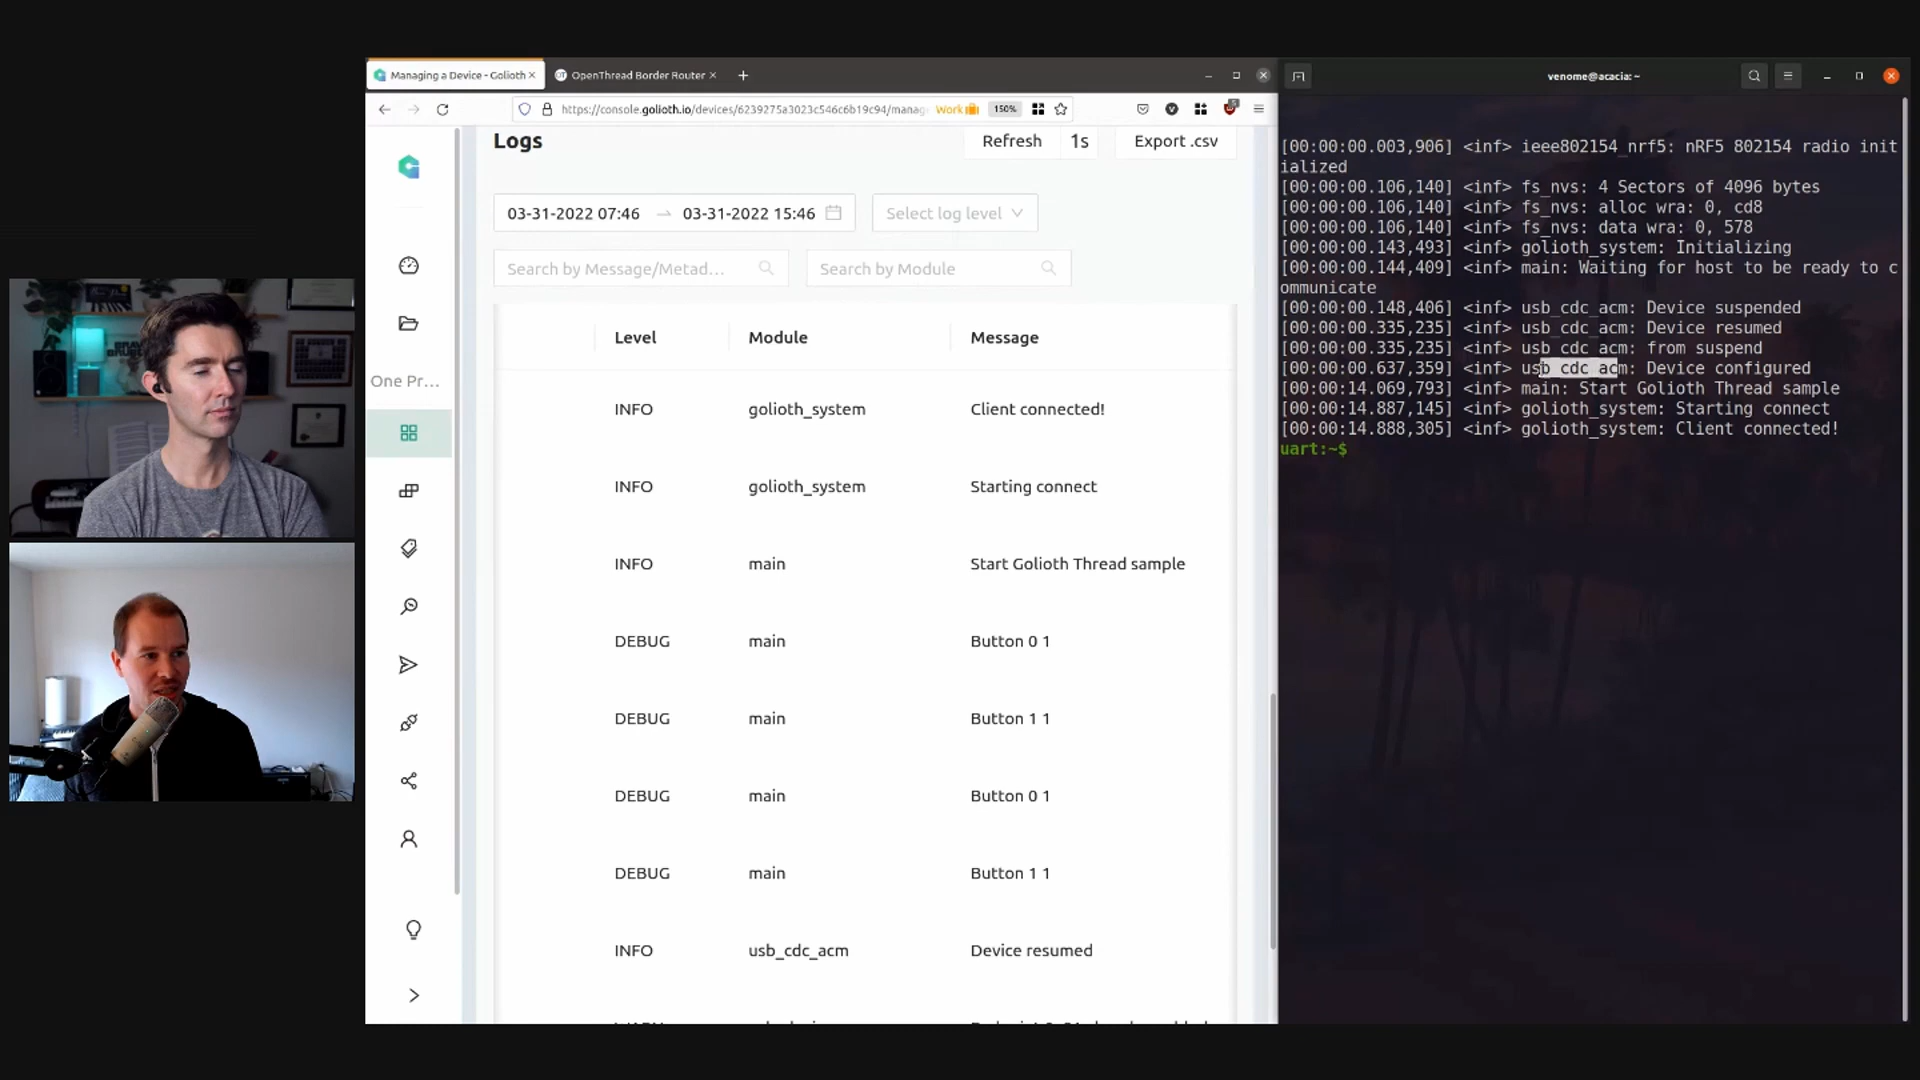 Managing a Device - Golioth
OpenThread Border Router
https://console.golioth.io/devices/6239275a3023c546c6b19c94/manag
Work
150%
One Pr...
Logs
Refresh
1s
Export .csv
03-31-2022 07:46
03-31-2022 15:46
Select log level
Search by Message/Metad...
Search by Module
Level Module Message
INFO golioth_system Client connected!
INFO golioth_system Starting connect
INFO main Start Golioth Thread sample
DEBUG main Button 0 1
DEBUG main Button 1 1
DEBUG main Button 0 1
DEBUG main Button 1 1
INFO usb_cdc_acm Device resumed
venome@acacia:~
[00:00:00.003,906] <inf> ieee802154_nrf5: nRF5 802154 radio init
ialized
[00:00:00.106,140] <inf> fs_nvs: 4 Sectors of 4096 bytes
[00:00:00.106,140] <inf> fs_nvs: alloc wra: 0, cd8
[00:00:00.106,140] <inf> fs_nvs: data wra: 0, 578
[00:00:00.143,493] <inf> golioth_system: Initializing
[00:00:00.144,409] <inf> main: Waiting for host to be ready to c
ommunicate
[00:00:00.148,406] <inf> usb_cdc_acm: Device suspended
[00:00:00.335,235] <inf> usb_cdc_acm: Device resumed
[00:00:00.335,235] <inf> usb_cdc_acm: from suspend
[00:00:00.637,359] <inf> usb_cdc_acm: Device configured
[00:00:14.069,793] <inf> main: Start Golioth Thread sample
[00:00:14.887,145] <inf> golioth_system: Starting connect
[00:00:14.888,305] <inf> golioth_system: Client connected!
uart:~$